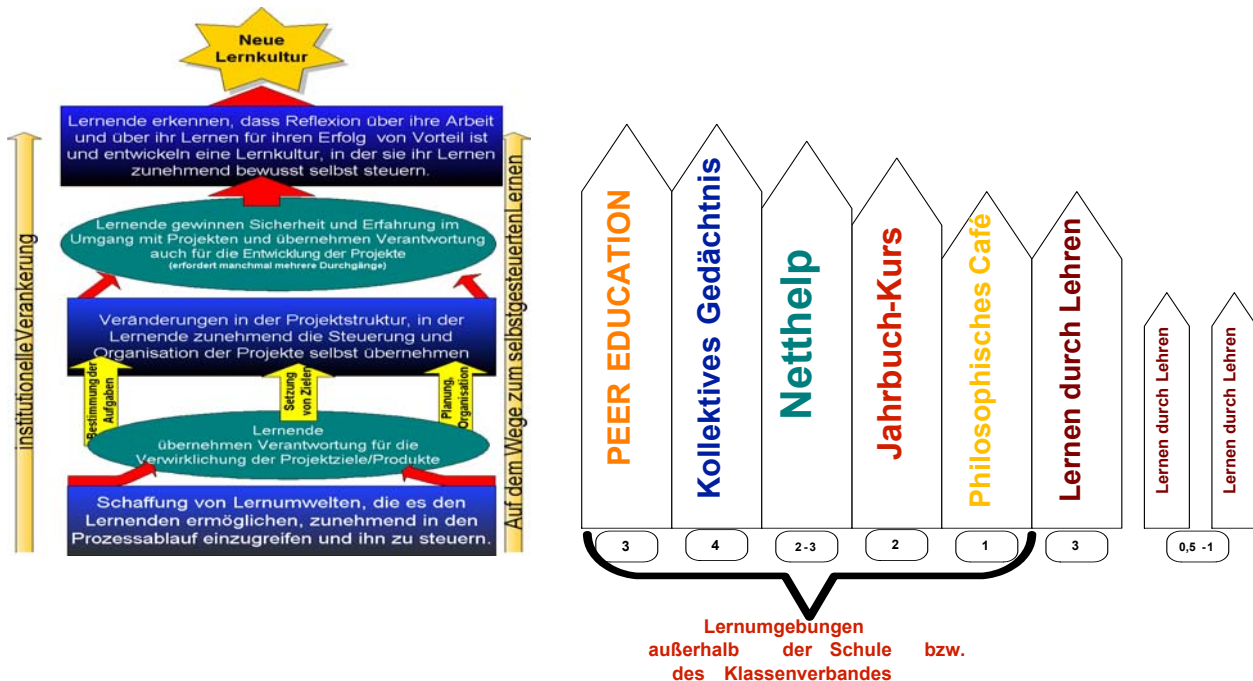 Neue
Lernkultur
Lernende erkennen, dass Reflexion über ihre Arbeit
und über ihr Lernen für ihren Erfolg von Vorteil ist
und entwickeln eine Lernkultur, in der sie ihr Lernen
zunehmend bewusst selbst steuern.
Lernende gewinnen Sicherheit und Erfahrung im
Umgang mit Projekten und übernehmen Verantwortung
auch für die Entwicklung der Projekte
(erfordert manchmal mehrere Durchgänge)
Veränderungen in der Projektstruktur, in der
Lernende zunehmend die Steuerung und
Organisation der Projekte selbst übernehmen
Bestimmung der
Aufgaben
Setzung
von Zielen
Planung,
Organisation
Lernende
übernehmen Verantwortung für die
Verwirklichung der Projektziele/Produkte
Schaffung von Lernumwelten, die es den
Lernenden ermöglichen, zunehmend in den
Prozessablauf einzugreifen und ihn zu steuern.
institutionelle Verankerung
Auf dem Wege zum selbstgesteuerten Lernen
PEER EDUCATION
Kollektives Gedächtnis
Netthelp
Jahrbuch-Kurs
Philosophisches Café
Lernen durch Lehren
Lernen durch Lehren
Lernen durch Lehren
3
4
2-3
2
1
3
0,5 -1
Lernumgebungen
außerhalb der Schule bzw.
des Klassenverbandes